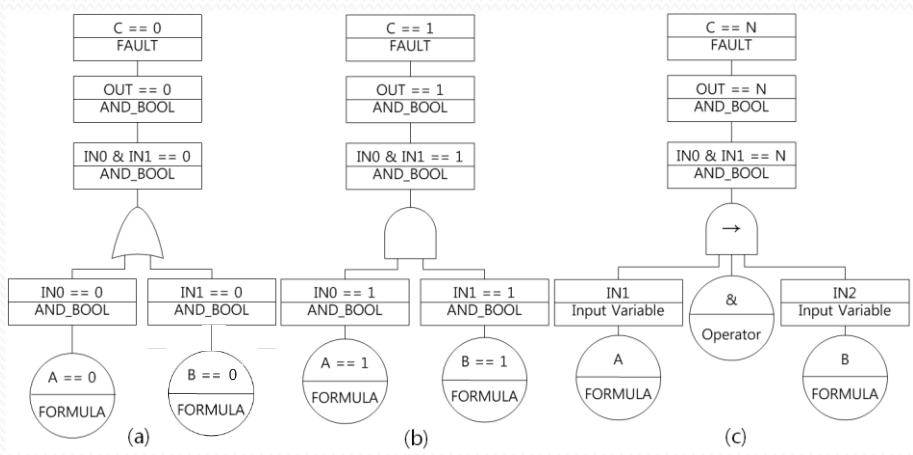 C == 0
FAULT
OUT == 0
AND_BOOL
IN0 & IN1 == 0
AND_BOOL
IN0 == 0
AND_BOOL
IN1 == 0
AND_BOOL
A == 0
FORMULA
B == 0
FORMULA
(a)
C == 1
FAULT
OUT == 1
AND_BOOL
IN0 & IN1 == 1
AND_BOOL
IN0 == 1
AND_BOOL
IN1 == 1
AND_BOOL
A == 1
FORMULA
B == 1
FORMULA
(b)
C == N
FAULT
OUT == N
AND_BOOL
IN0 & IN1 == N
AND_BOOL
→
IN1
Input Variable
&
Operator
IN2
Input Variable
A
FORMULA
B
FORMULA
(c)